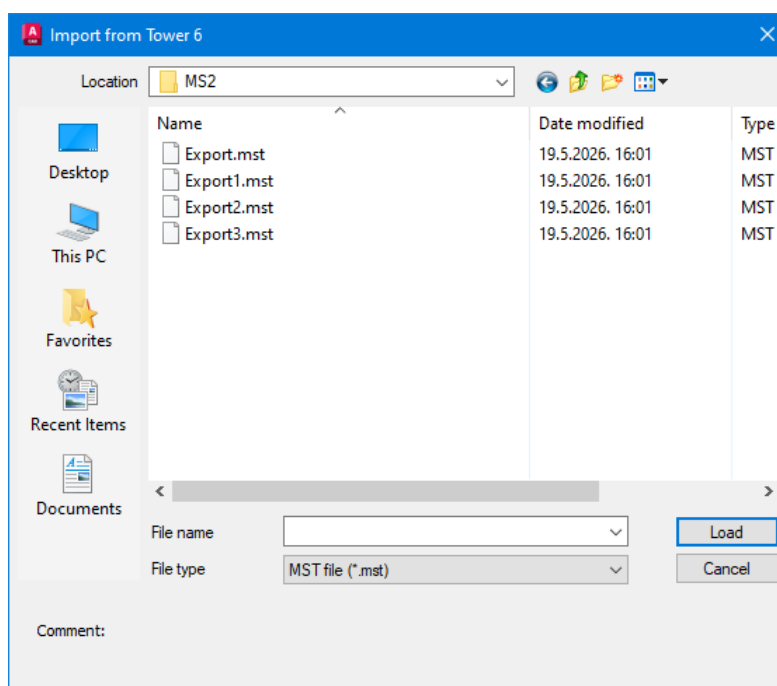 Import from Tower 6
Location MS2
Name Date modified Type
Export.mst 19.5.2026. 16:01 MST
Export1.mst 19.5.2026. 16:01 MST
Export2.mst 19.5.2026. 16:01 MST
Export3.mst 19.5.2026. 16:01 MST
Desktop
This PC
Favorites
Recent Items
Documents
File name Load
File type MST file (*.mst) Cancel
Comment: